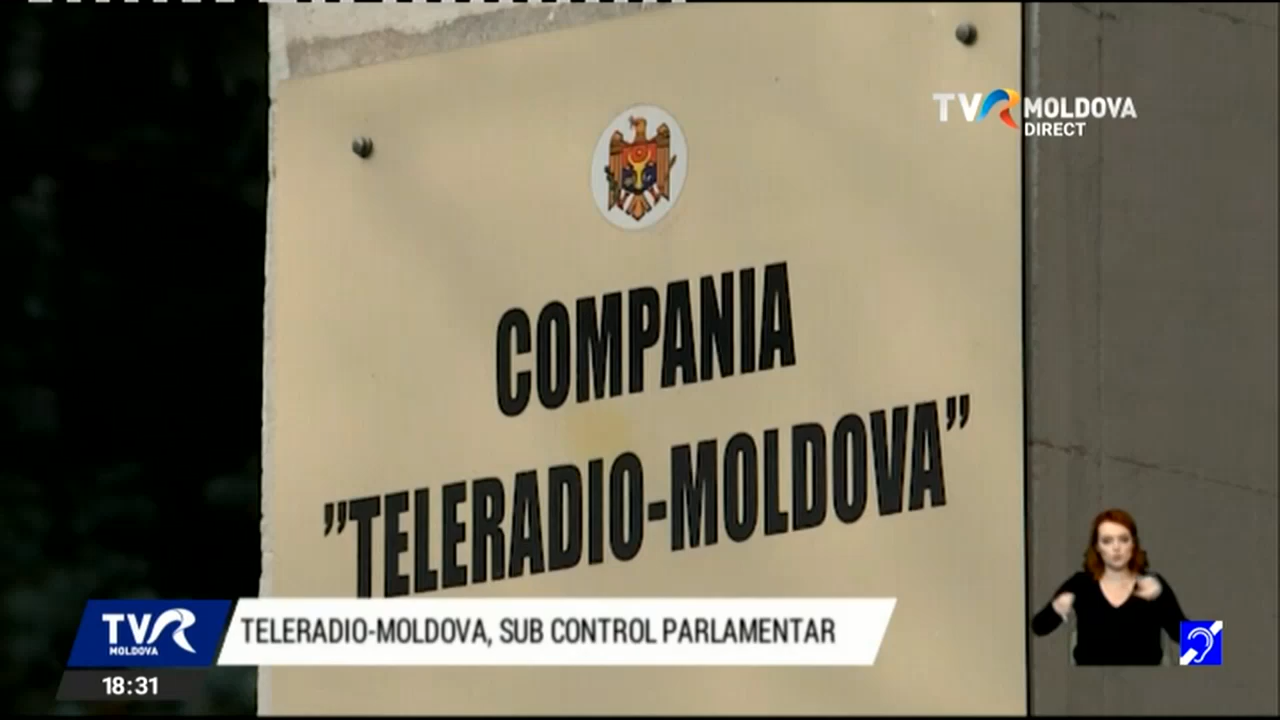 TVR MOLDOVA
DIRECT
COMPANIA
”TELERADIO-MOLDOVA”
TVR
MOLDOVA
TELERADIO-MOLDOVA, SUB CONTROL PARLAMENTAR
18:31